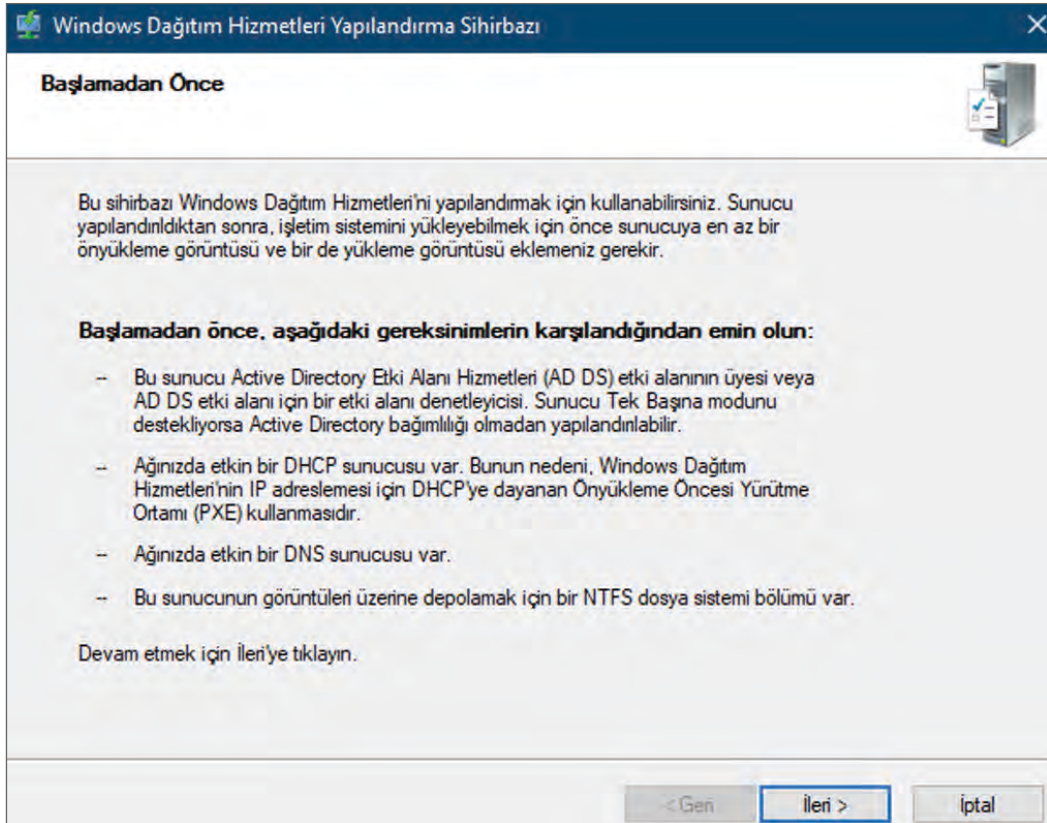 Windows Dağıtım Hizmetleri Yapılandırma Sihirbazı
Başlamadan Önce
Bu sihirbazı Windows Dağıtım Hizmetleri'ni yapılandırmak için kullanabilirsiniz. Sunucu
yapılandırıldıktan sonra, işletim sistemini yükleyebilmek için önce sunucuya en az bir
önyükleme görüntüsü ve bir de yükleme görüntüsü eklemeniz gerekir.
Başlamadan önce, aşağıdaki gereksinimlerin karşılandığından emin olun:
-- Bu sunucu Active Directory Etki Alanı Hizmetleri (AD DS) etki alanının üyesi veya
AD DS etki alanı için bir etki alanı denetleyicisi. Sunucu Tek Başına modunu
destekliyorsa Active Directory bağımlılığı olmadan yapılandırılabilir.
-- Ağınızda etkin bir DHCP sunucusu var. Bunun nedeni, Windows Dağıtım
Hizmetleri'nin IP adreslemesi için DHCP'ye dayanan Önyükleme Öncesi Yürütme
Ortamı (PXE) kullanmasıdır.
-- Ağınızda etkin bir DNS sunucusu var.
-- Bu sunucunun görüntüleri üzerine depolamak için bir NTFS dosya sistemi bölümü var.
Devam etmek için İleri'ye tıklayın.
< Geri İleri > İptal